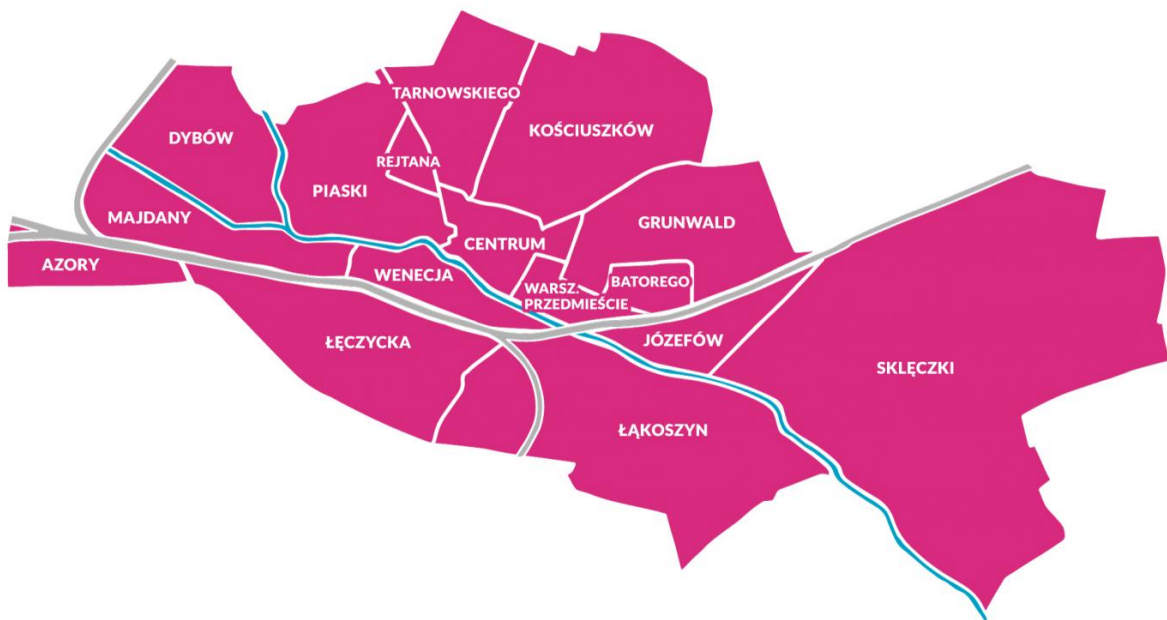 TARNOWSKIEGO
KOŚCIUSZKÓW
DYBÓW
REJTANA
PIASKI
MAJDANY
GRUNWALD
CENTRUM
AZORY
WENECJA
BATOREGO
WARSZ.
PRZEDMIEŚCIE
ŁĘCZYCKA
JÓZEFÓW
SKLĘCZKI
ŁĄKOSZYN